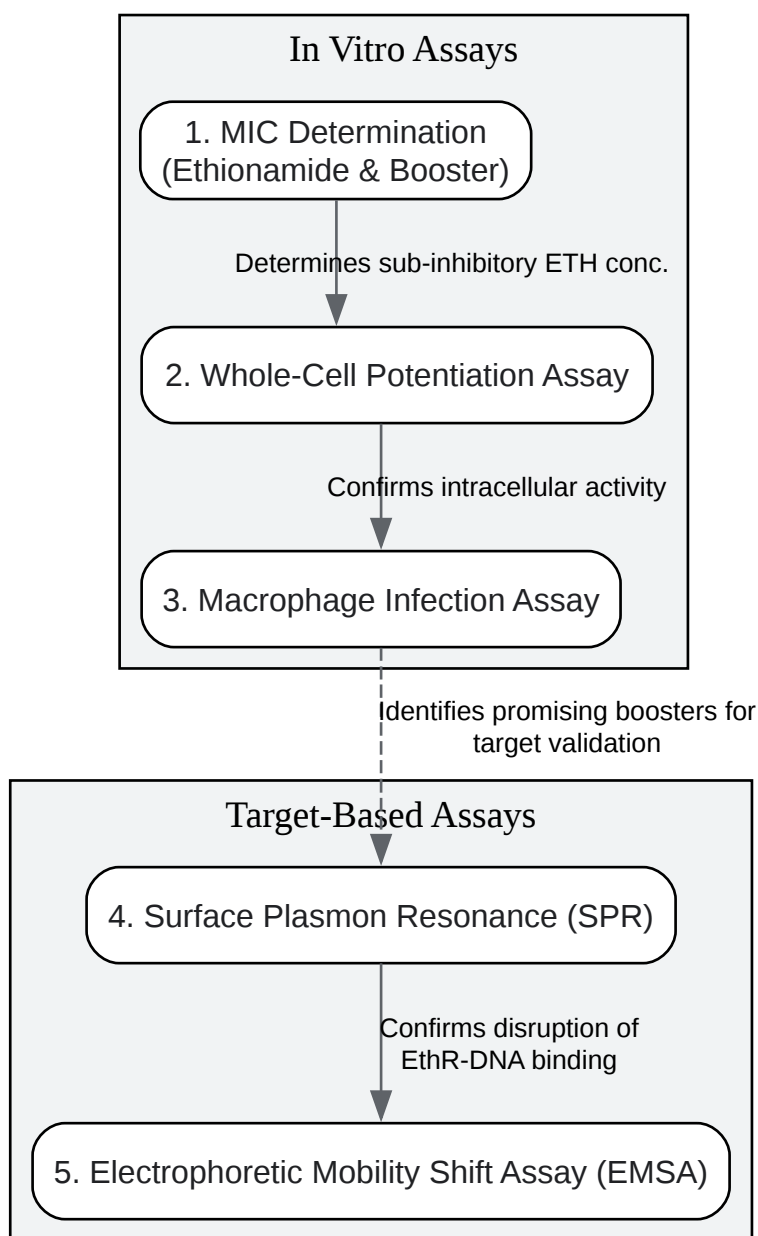 In Vitro Assays
1. MIC Determination
(Ethionamide & Booster)
Determines sub-inhibitory ETH conc.
2. Whole-Cell Potentiation Assay
Confirms intracellular activity
3. Macrophage Infection Assay
Identifies promising boosters for
target validation
Target-Based Assays
4. Surface Plasmon Resonance (SPR)
Confirms disruption of
EthR-DNA binding
5. Electrophoretic Mobility Shift Assay (EMSA)